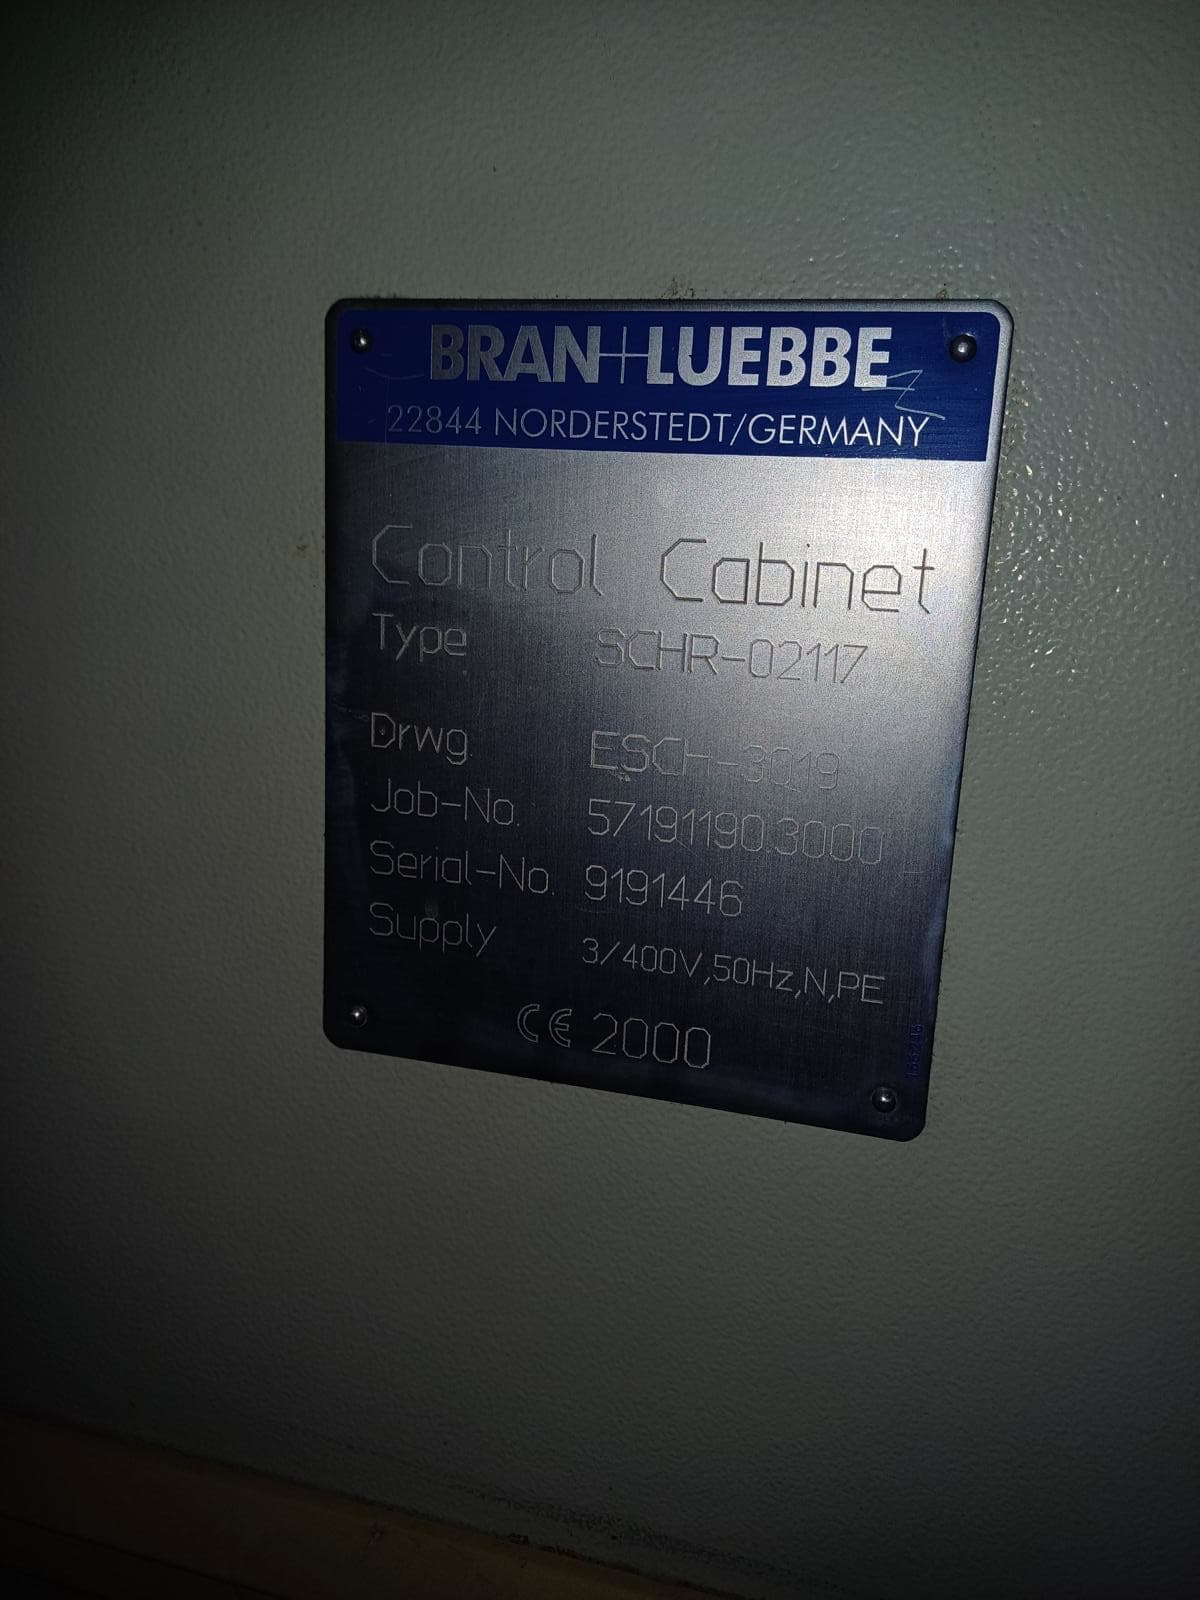 BRAN+LUEBBE
22844 NORDERSTEDT/GERMANY
Control Cabinet
Type SCHR-02117
Drwg ESCH-3019
Job-No. 57191190.3000
Serial-No. 9191446
Supply 3/400V,50Hz,N,PE
CE 2000